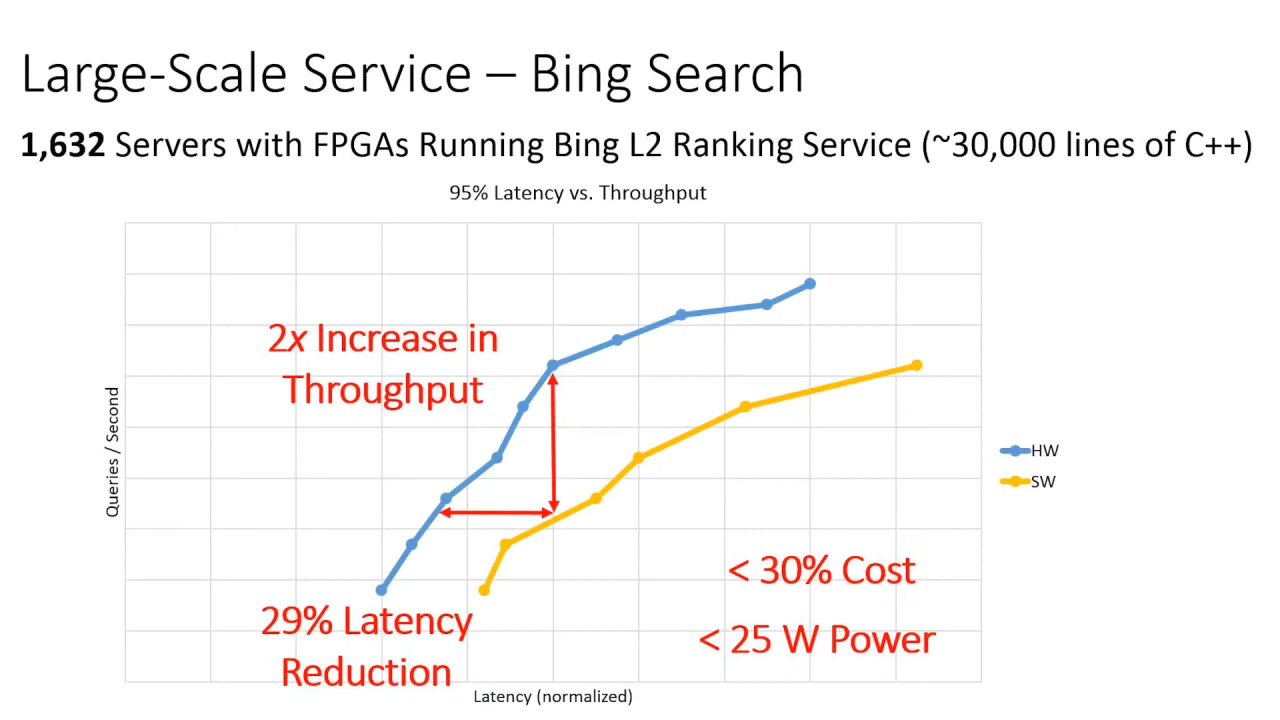 Large-Scale Service – Bing Search
1,632 Servers with FPGAs Running Bing L2 Ranking Service (~30,000 lines of C++)
95% Latency vs. Throughput
2x Increase in
Throughput
Queries / Second
HW
SW
< 30% Cost
29% Latency
Reduction
< 25 W Power
Latency (normalized)